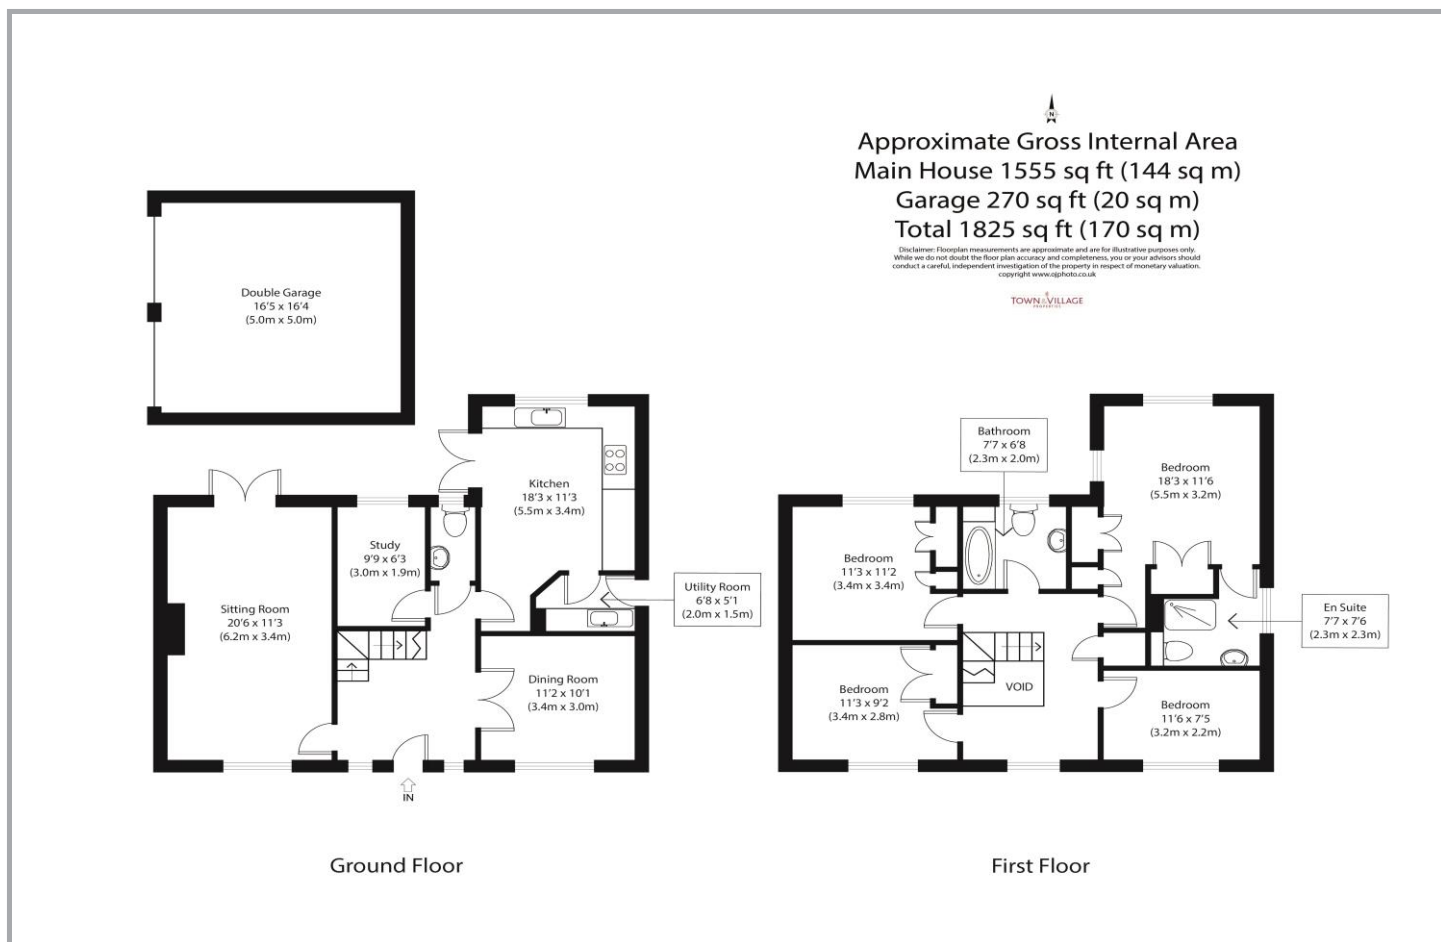 N
Approximate Gross Internal Area
Main House 1555 sq ft (144 sq m)
Garage 270 sq ft (20 sq m)
Total 1825 sq ft (170 sq m)
Disclaimer: Floorplan measurements are approximate and are for illustrative purposes only.
While we do not doubt the floor plan accuracy and completeness, you or your advisors should
conduct a careful, independent investigation of the property in respect of monetary valuation.
copyright www.ojphoto.co.uk
TOWN & VILLAGE
PROPERTIES
Double Garage
16'5 x 16'4
(5.0m x 5.0m)
Kitchen
18'3 x 11'3
(5.5m x 3.4m)
Study
9'9 x 6'3
(3.0m x 1.9m)
Utility Room
6'8 x 5'1
(2.0m x 1.5m)
Sitting Room
20'6 x 11'3
(6.2m x 3.4m)
Dining Room
11'2 x 10'1
(3.4m x 3.0m)
IN
Ground Floor
Bathroom
7'7 x 6'8
(2.3m x 2.0m)
Bedroom
18'3 x 11'6
(5.5m x 3.2m)
Bedroom
11'3 x 11'2
(3.4m x 3.4m)
En Suite
7'7 x 7'6
(2.3m x 2.3m)
VOID
Bedroom
11'3 x 9'2
(3.4m x 2.8m)
Bedroom
11'6 x 7'5
(3.2m x 2.2m)
First Floor